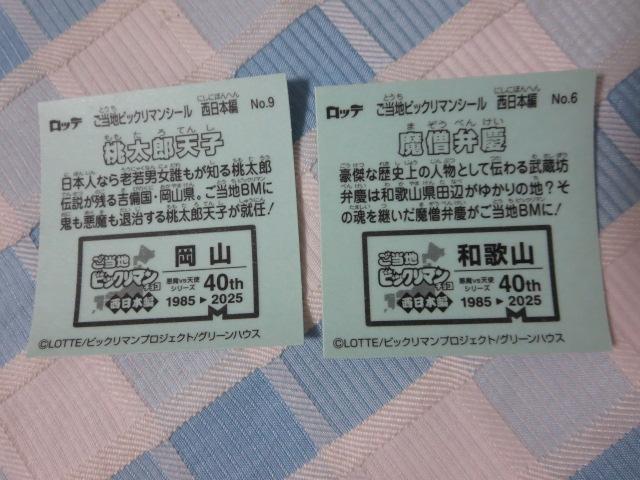 ロッテ ご当地ビックリマンシール 西日本編 No.9
桃太郎天子
日本人なら老若男女誰もが知る桃太郎
伝説が残る吉備国・岡山県。ご当地BMに
鬼も悪魔も退治する桃太郎天子が就任!
ご当地
ビックリマン
チョコ
西日本編
岡山
悪魔vs天使
シリーズ
40th
1985▶2025
©LOTTE/ビックリマンプロジェクト/グリーンハウス
ロッテ ご当地ビックリマンシール 西日本編 No.6
魔僧弁慶
豪傑な歴史上の人物として伝わる武蔵坊
弁慶は和歌山県田辺がゆかりの地?そ
の魂を継いだ魔僧弁慶がご当地BMに!
ご当地
ビックリマン
チョコ
西日本編
和歌山
悪魔vs天使
シリーズ
40th
1985▶2025
©LOTTE/ビックリマンプロジェクト/グリーンハウス